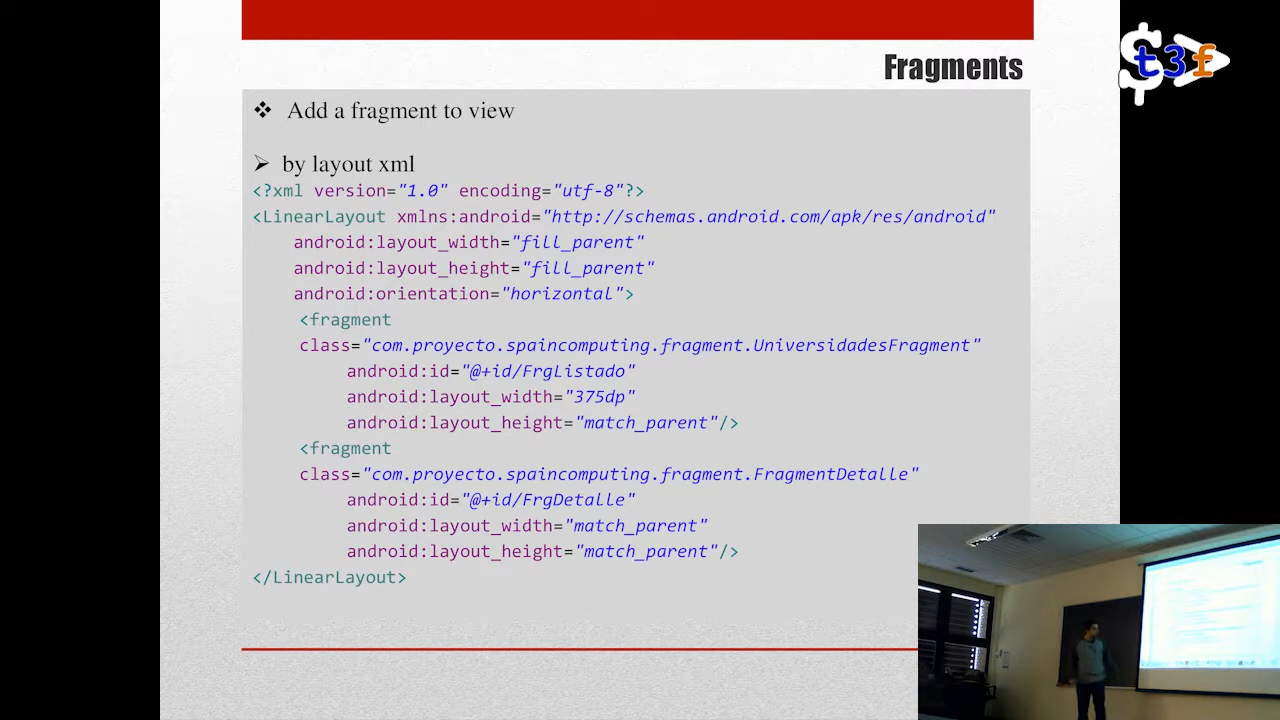 Fragments
$ t3f
❖ Add a fragment to view
➢ by layout xml
<?xml version="1.0" encoding="utf-8"?>
<LinearLayout xmlns:android="http://schemas.android.com/apk/res/android"
android:layout_width="fill_parent"
android:layout_height="fill_parent"
android:orientation="horizontal">
<fragment
class="com.proyecto.spaincomputing.fragment.UniversidadesFragment"
android:id="@+id/FrgListado"
android:layout_width="375dp"
android:layout_height="match_parent"/>
<fragment
class="com.proyecto.spaincomputing.fragment.FragmentDetalle"
android:id="@+id/FrgDetalle"
android:layout_width="match_parent"
android:layout_height="match_parent"/>
</LinearLayout>